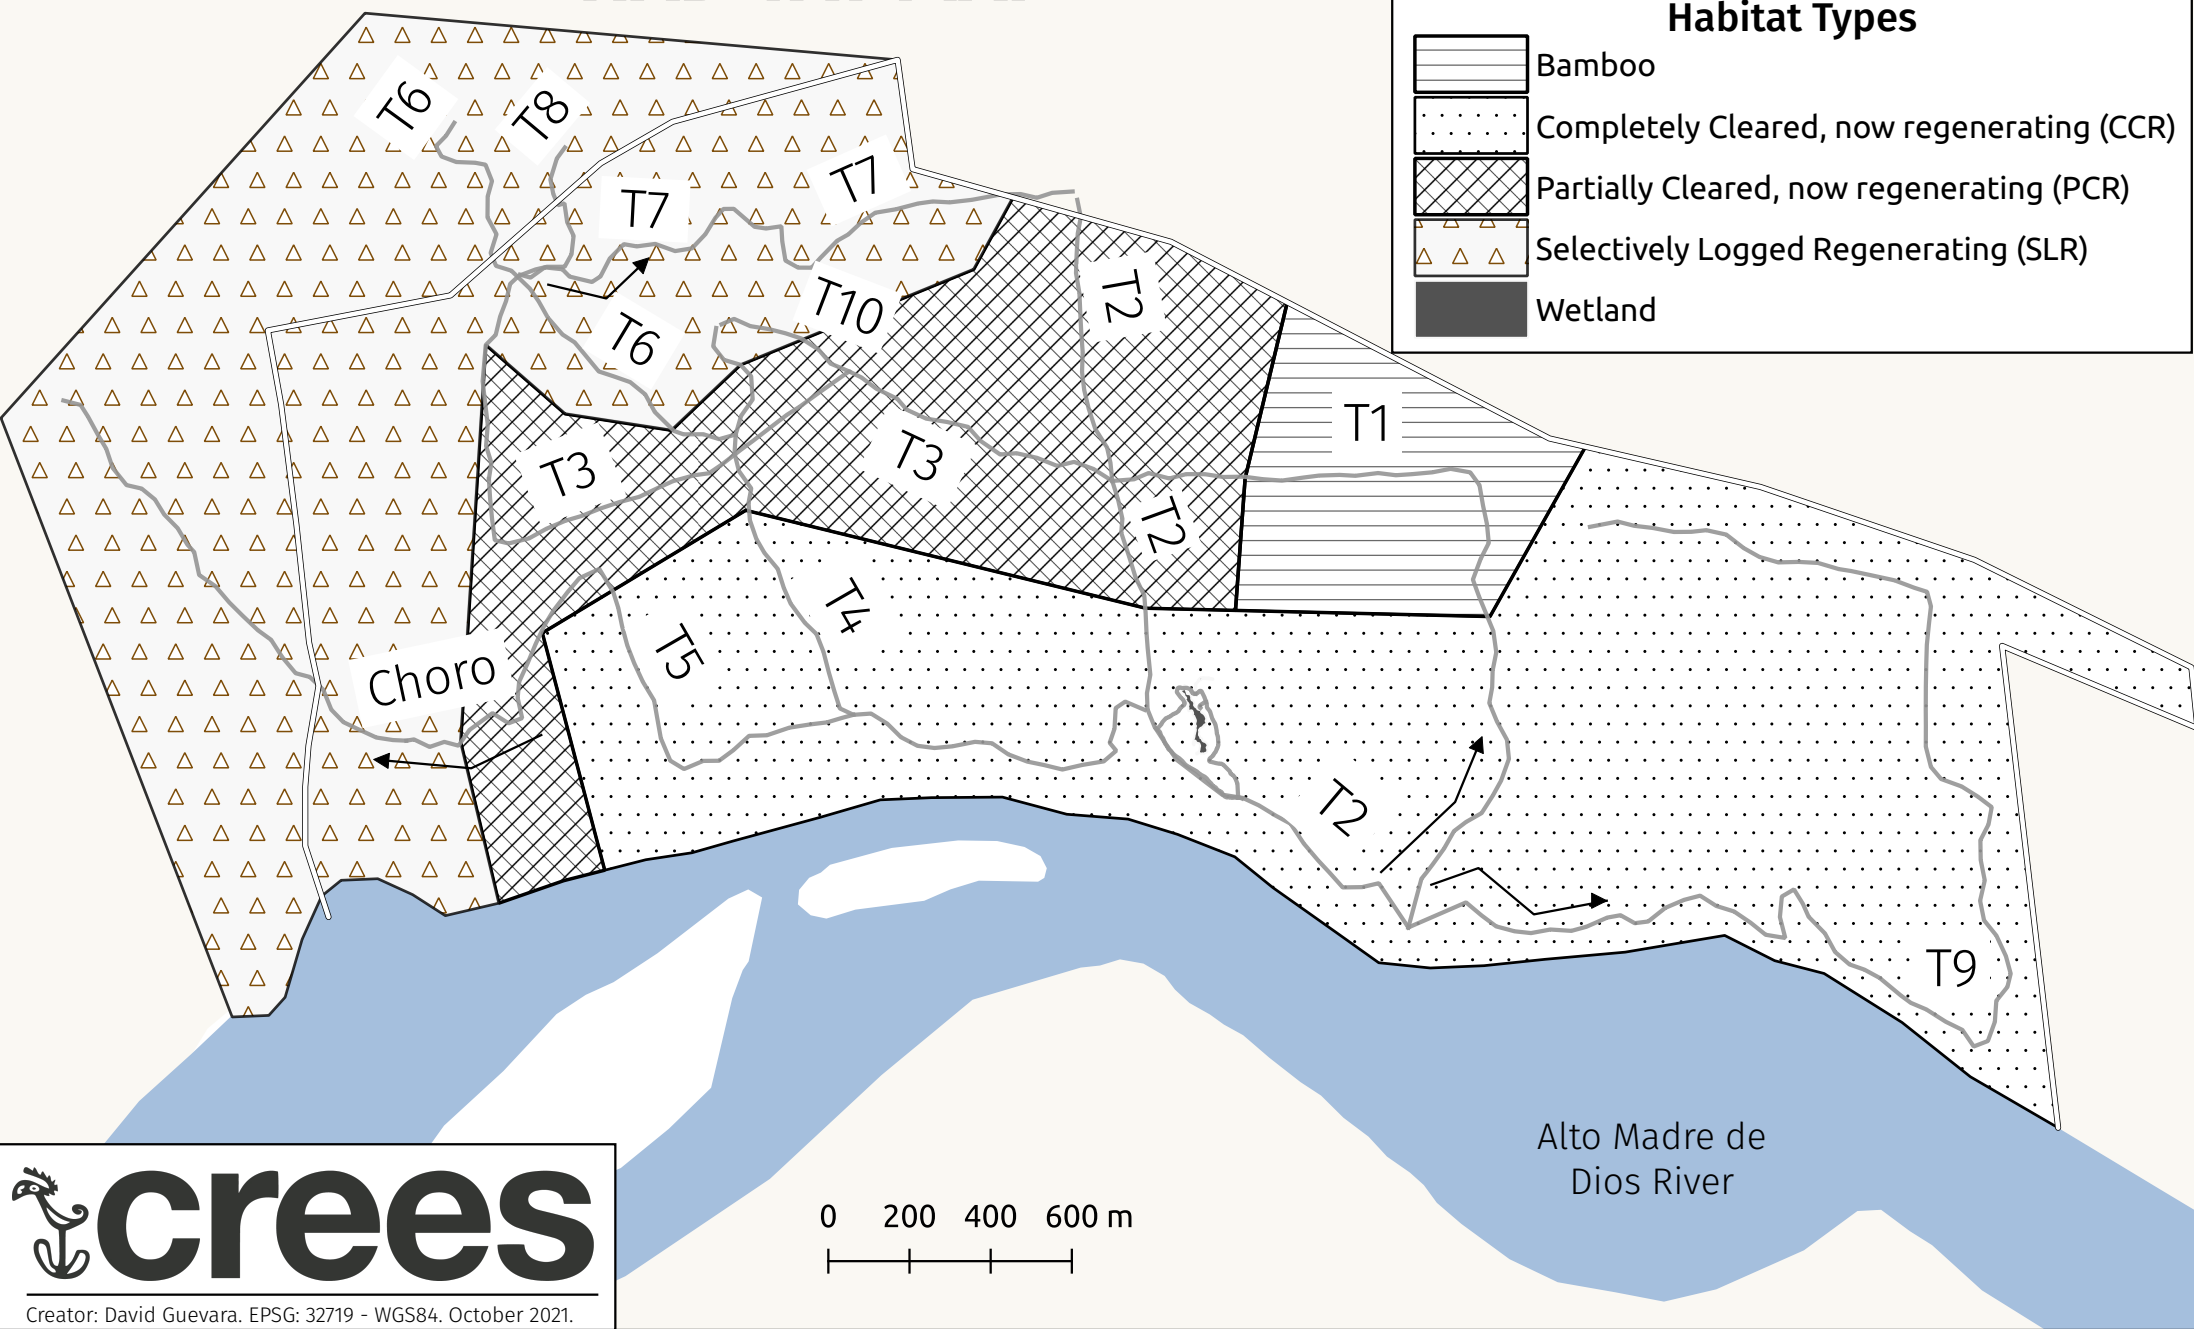 Habitat Types
Bamboo
Completely Cleared, now regenerating (CCR)
Partially Cleared, now regenerating (PCR)
Selectively Logged Regenerating (SLR)
Wetland
T6
T8
T7
T7
T10
T2
T6
T1
T3
T3
T2
T4
T5
Choro
T2
T9
Alto Madre de
Dios River
0 200 400 600 m
crees
Creator: David Guevara. EPSG: 32719 - WGS84. October 2021.